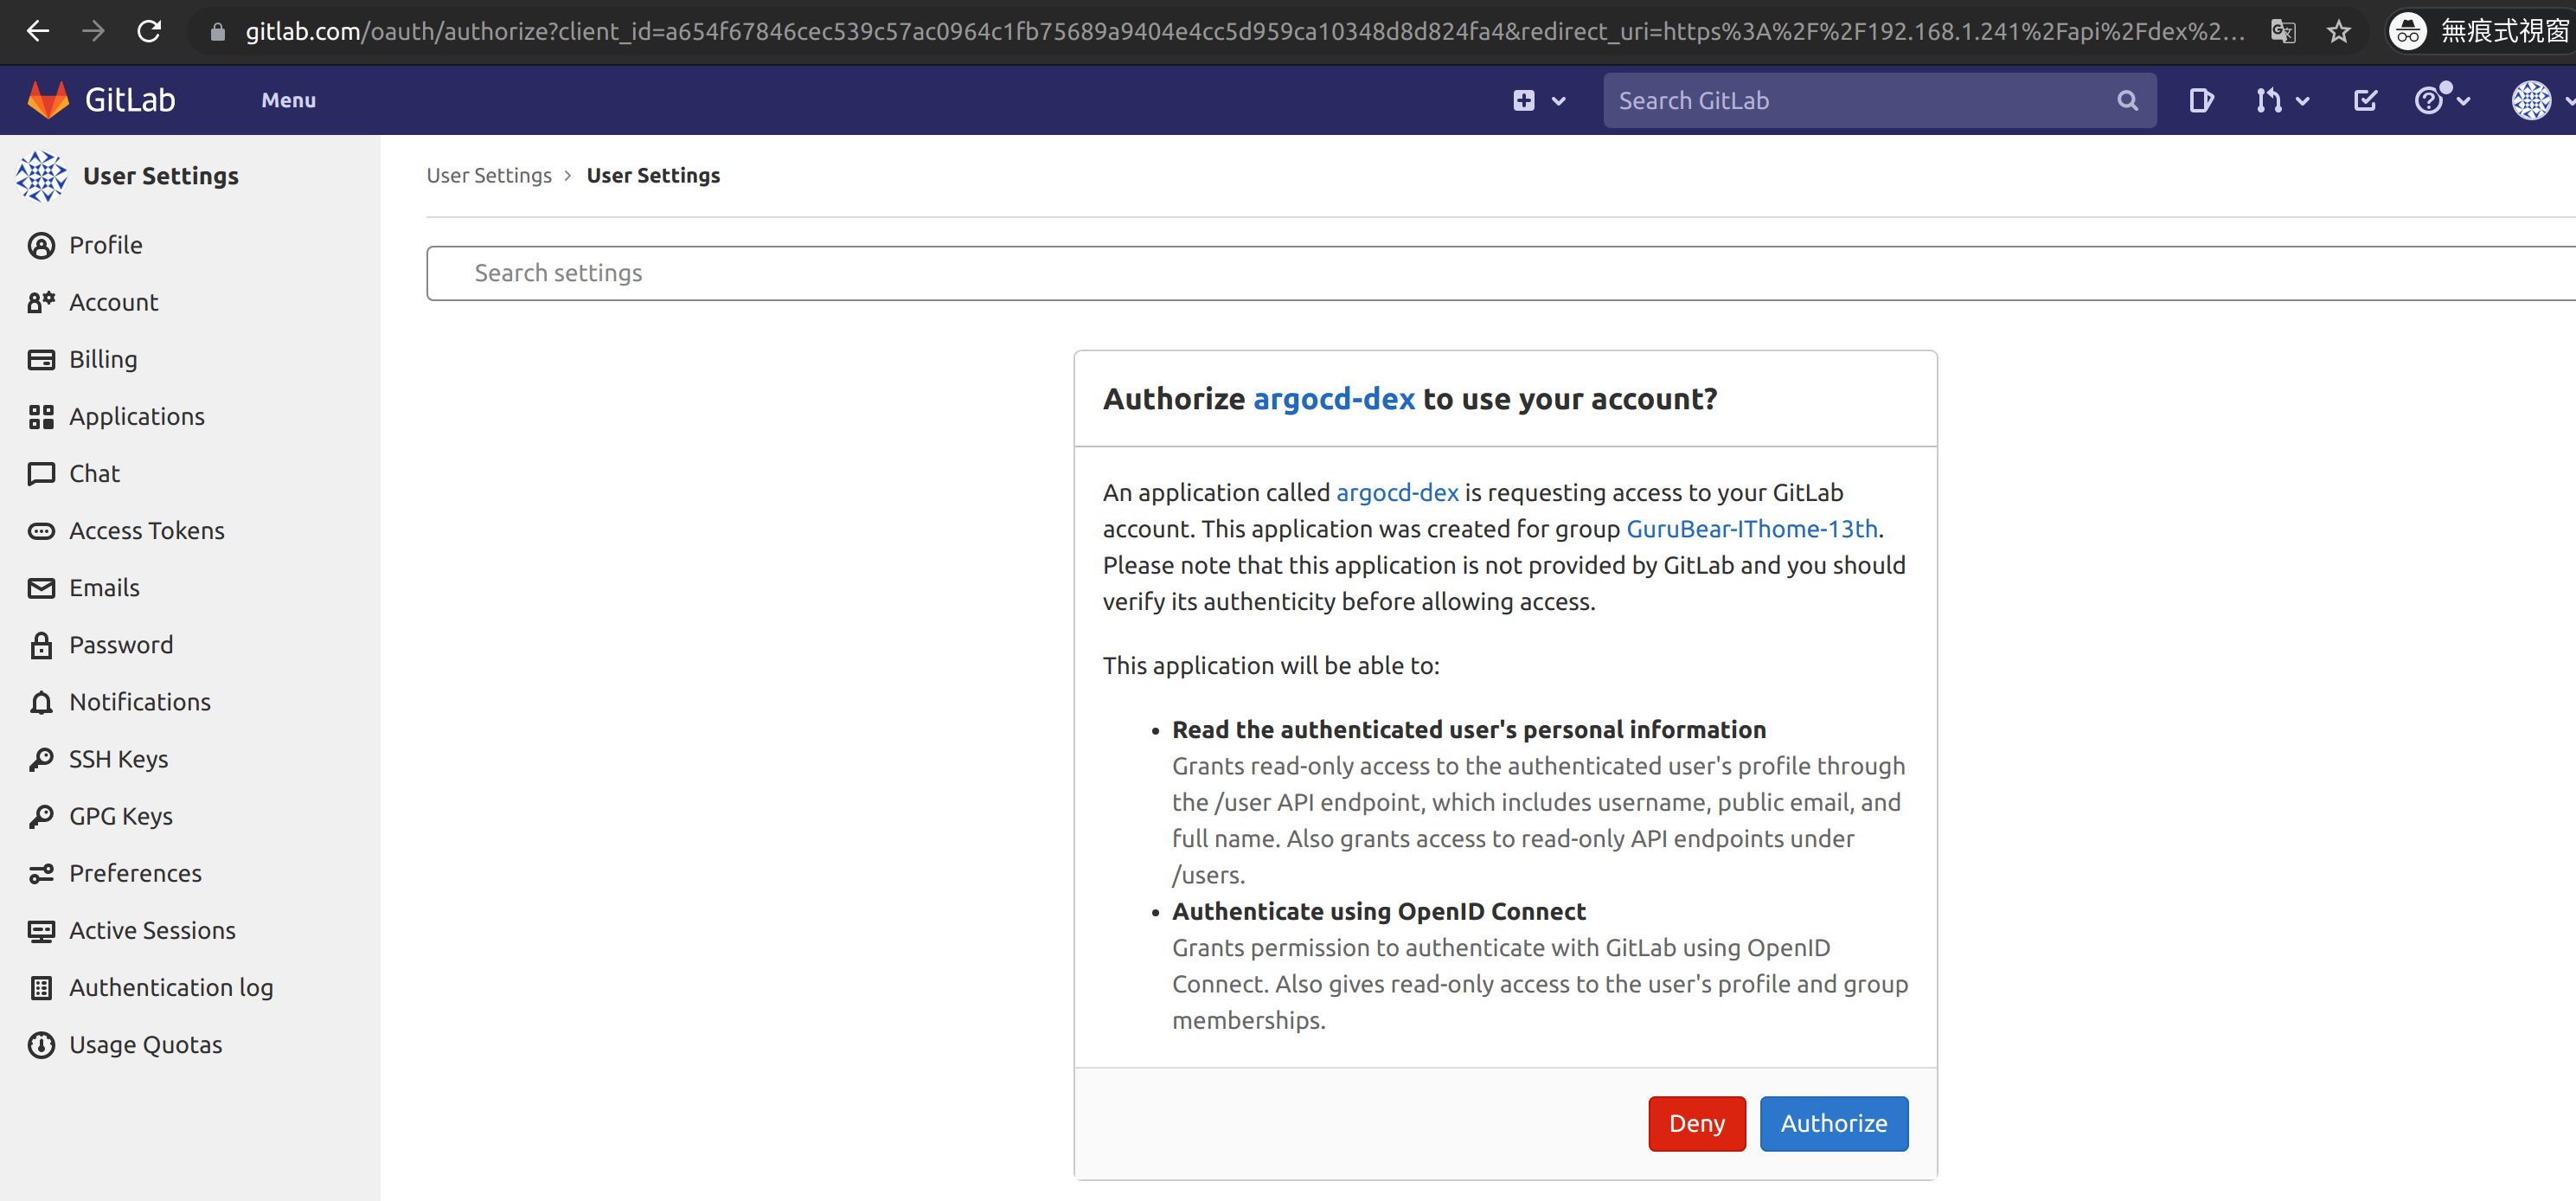 gitlab.com/oauth/authorize?client_id=a654f67846cec539c57ac0964c1fb75689a9404e4cc5d959ca10348d8d824fa4&redirect_uri=https%3A%2F%2F192.168.1.241%2Fapi%2Fdex%2...
無痕式視窗
GitLab
Menu
Search GitLab
User Settings
Profile
Account
Billing
Applications
Chat
Access Tokens
Emails
Password
Notifications
SSH Keys
GPG Keys
Preferences
Active Sessions
Authentication log
Usage Quotas
User Settings › User Settings
Search settings
Authorize argocd-dex to use your account?
An application called argocd-dex is requesting access to your GitLab
account. This application was created for group GuruBear-IThome-13th.
Please note that this application is not provided by GitLab and you should
verify its authenticity before allowing access.
This application will be able to:
• Read the authenticated user's personal information
Grants read-only access to the authenticated user's profile through
the /user API endpoint, which includes username, public email, and
full name. Also grants access to read-only API endpoints under
/users.
• Authenticate using OpenID Connect
Grants permission to authenticate with GitLab using OpenID
Connect. Also gives read-only access to the user's profile and group
memberships.
Deny
Authorize